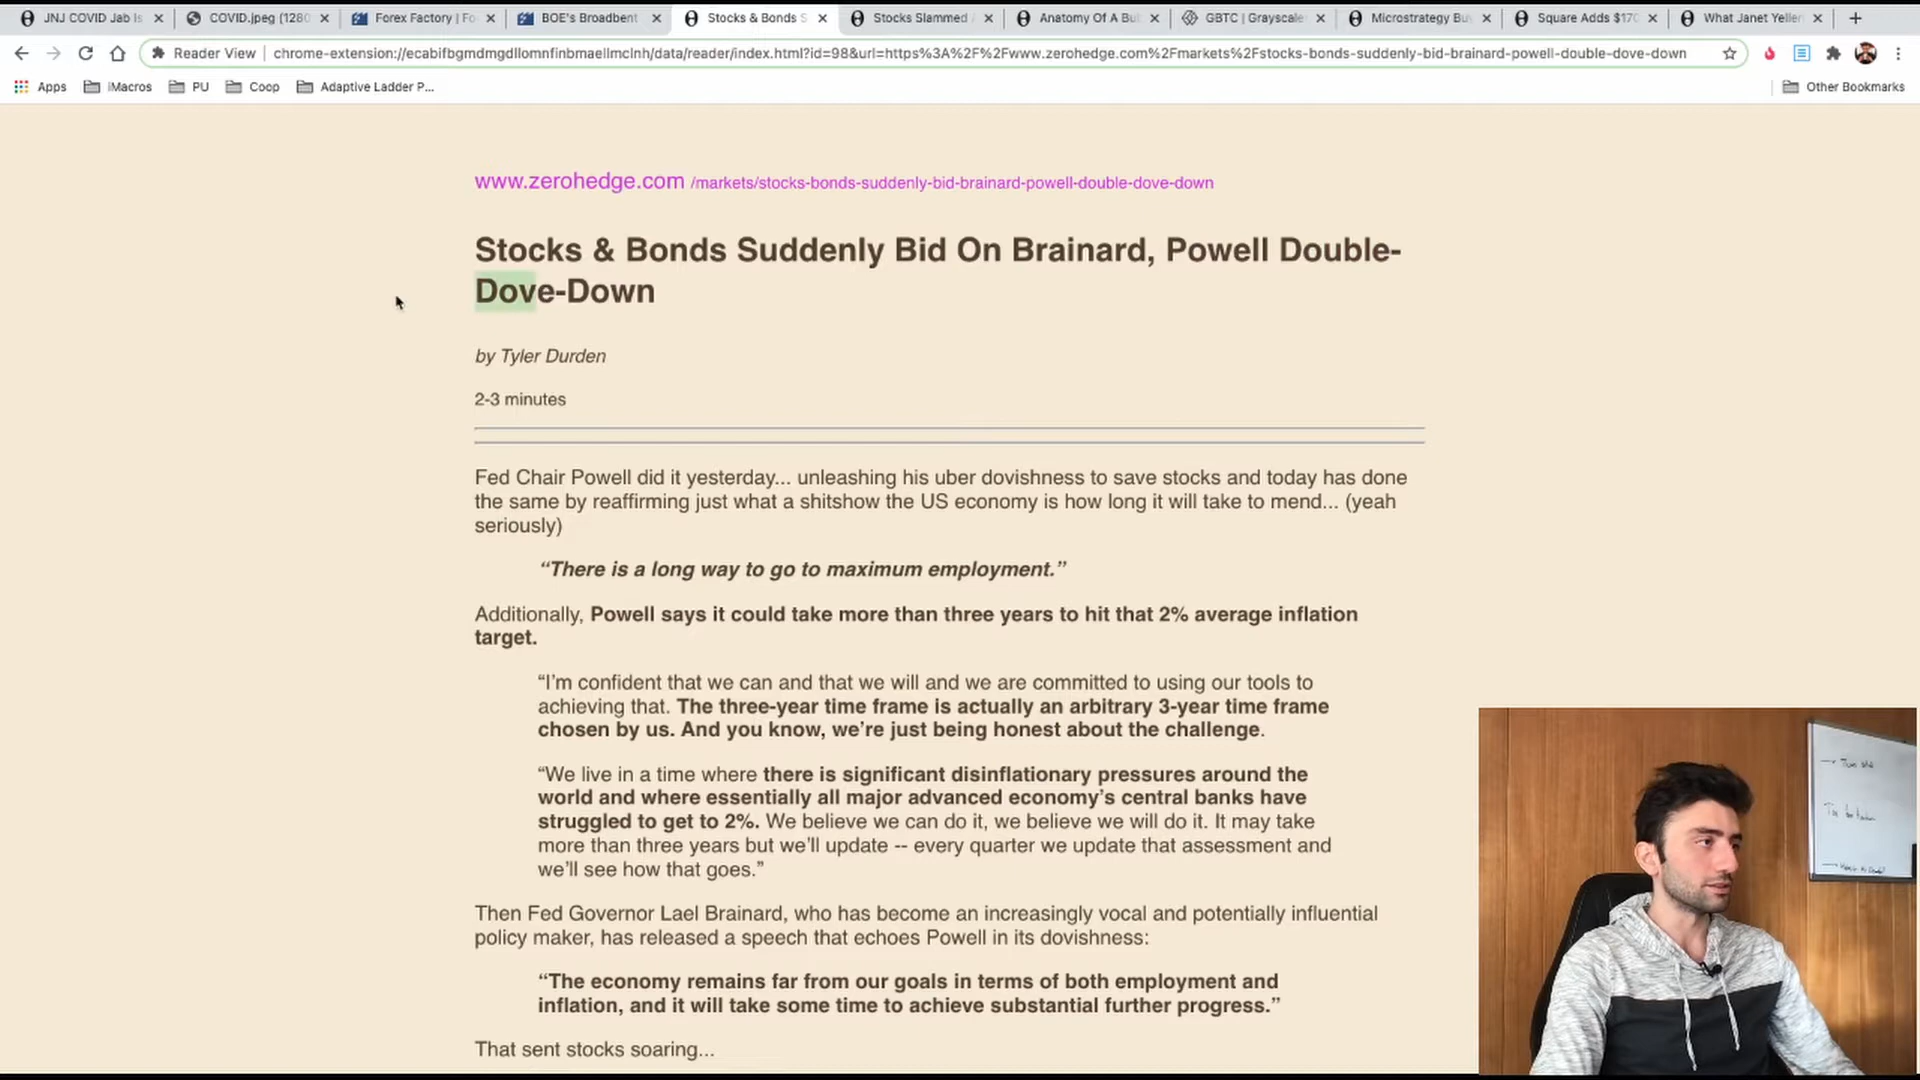 JNJ COVID Jab Is
COVID.jpeg (1280
Forex Factory | Fo
BOE's Broadbent
Stocks & Bonds S
Stocks Slammed
Anatomy Of A Bu
GBTC | Grayscale
Microstrategy Bu
Square Adds $170
What Janet Yellen
Reader View | chrome-extension://ecabifbgmdmgdllomnfinbmaellmclnh/data/reader/index.html?id=98&url=https%3A%2F%2Fwww.zerohedge.com%2Fmarkets%2Fstocks-bonds-suddenly-bid-brainard-powell-double-dove-down
Apps iMacros PU Coop Adaptive Ladder P... Other Bookmarks
www.zerohedge.com /markets/stocks-bonds-suddenly-bid-brainard-powell-double-dove-down
Stocks & Bonds Suddenly Bid On Brainard, Powell Double-
Dove-Down
by Tyler Durden
2-3 minutes
Fed Chair Powell did it yesterday... unleashing his uber dovishness to save stocks and today has done
the same by reaffirming just what a shitshow the US economy is how long it will take to mend... (yeah
seriously)
“There is a long way to go to maximum employment.”
Additionally, Powell says it could take more than three years to hit that 2% average inflation
target.
“I’m confident that we can and that we will and we are committed to using our tools to
achieving that. The three-year time frame is actually an arbitrary 3-year time frame
chosen by us. And you know, we’re just being honest about the challenge.
“We live in a time where there is significant disinflationary pressures around the
world and where essentially all major advanced economy’s central banks have
struggled to get to 2%. We believe we can do it, we believe we will do it. It may take
more than three years but we’ll update -- every quarter we update that assessment and
we’ll see how that goes.”
Then Fed Governor Lael Brainard, who has become an increasingly vocal and potentially influential
policy maker, has released a speech that echoes Powell in its dovishness:
“The economy remains far from our goals in terms of both employment and
inflation, and it will take some time to achieve substantial further progress.”
That sent stocks soaring...